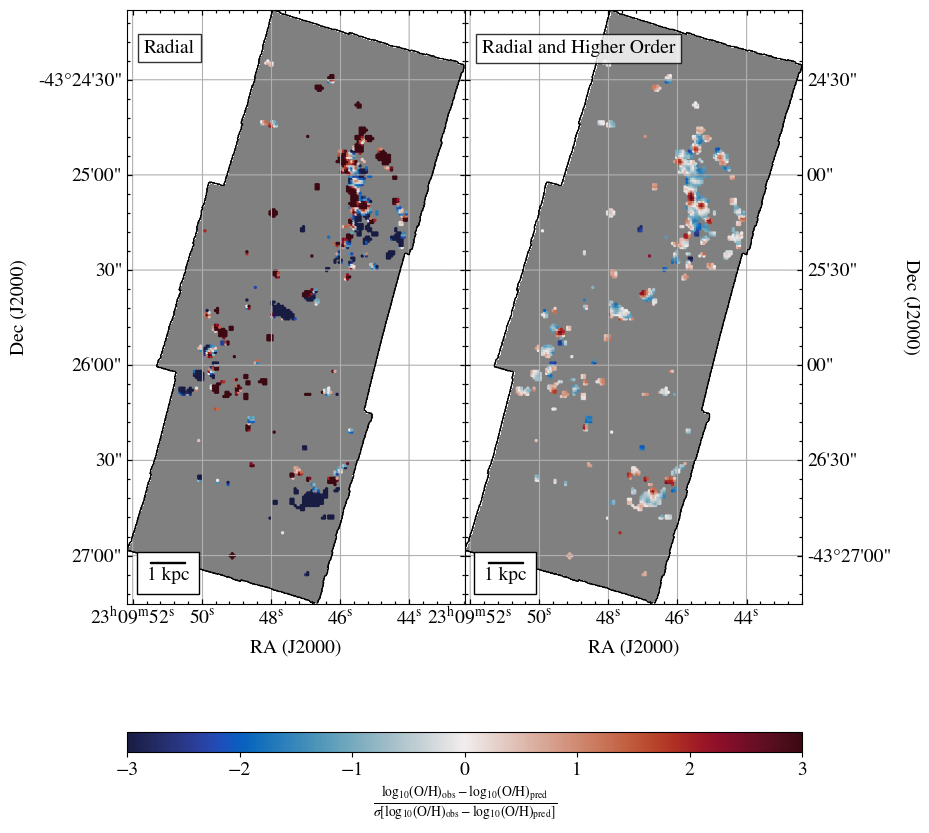 Radial
Radial and Higher Order
-43°24'30"
25'00"
30"
26'00"
30"
27'00"
Dec (J2000)
24'30"
00"
25'30"
00"
26'30"
-43°27'00"
Dec (J2000)
1 kpc
1 kpc
23h09m52s 50s 48s 46s 44s 23h09m52s 50s 48s 46s 44s
RA (J2000) RA (J2000)
−3 −2 −1 0 1 2 3
log10(O/H)obs − log10(O/H)pred
σ[log10(O/H)obs − log10(O/H)pred]